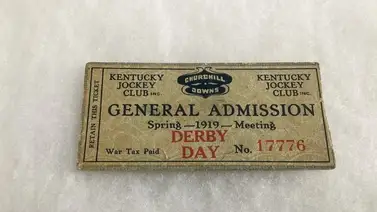 RETAIN THIS TICKET
KENTUCKY
JOCKEY
CLUB INC.
CHURCHILL
DOWNS
KENTUCKY
JOCKEY
CLUB INC.
GENERAL ADMISSION
Spring—1919—Meeting
DERBY
DAY
War Tax Paid
No. 17776